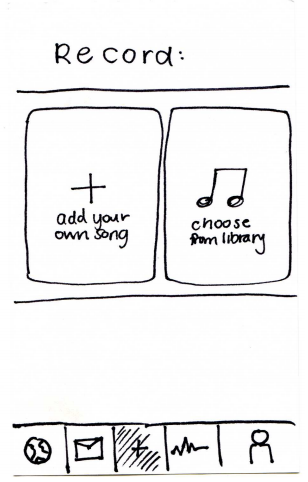 Record:
add your
own song
choose
from library